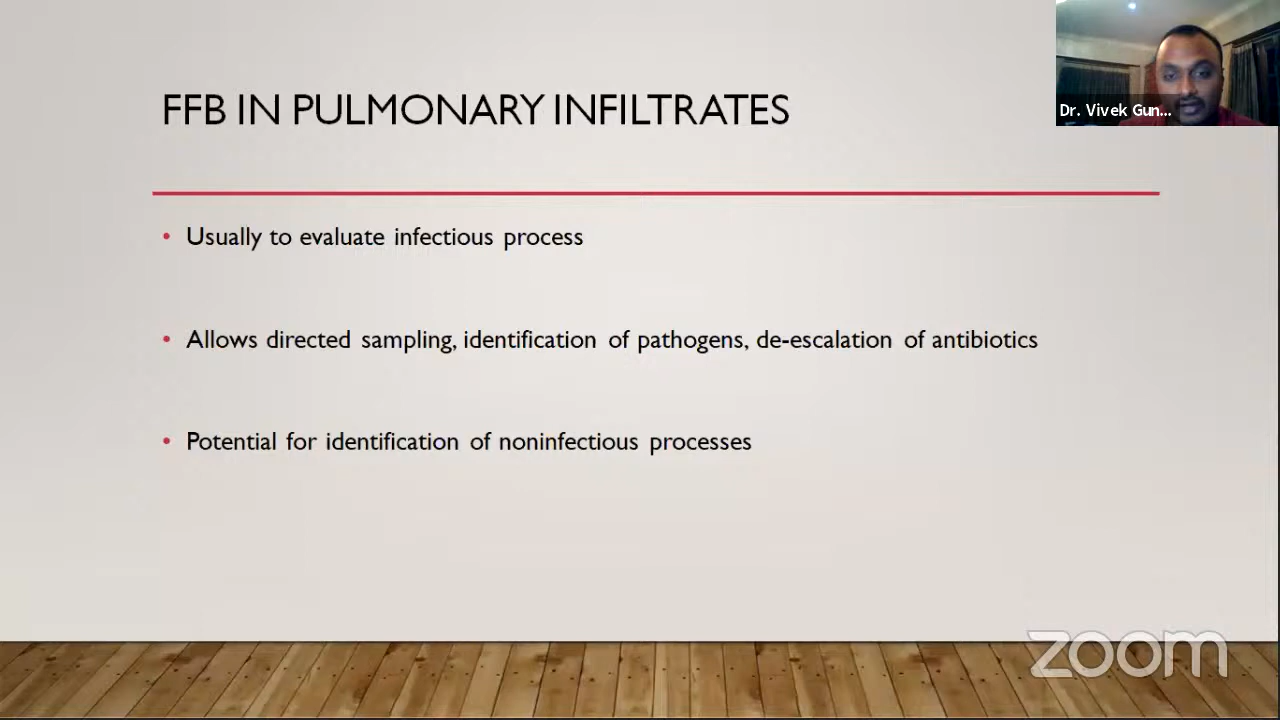 FFB IN PULMONARY INFILTRATES
Dr. Vivek Gun...
• Usually to evaluate infectious process
• Allows directed sampling, identification of pathogens, de-escalation of antibiotics
• Potential for identification of noninfectious processes
zoom